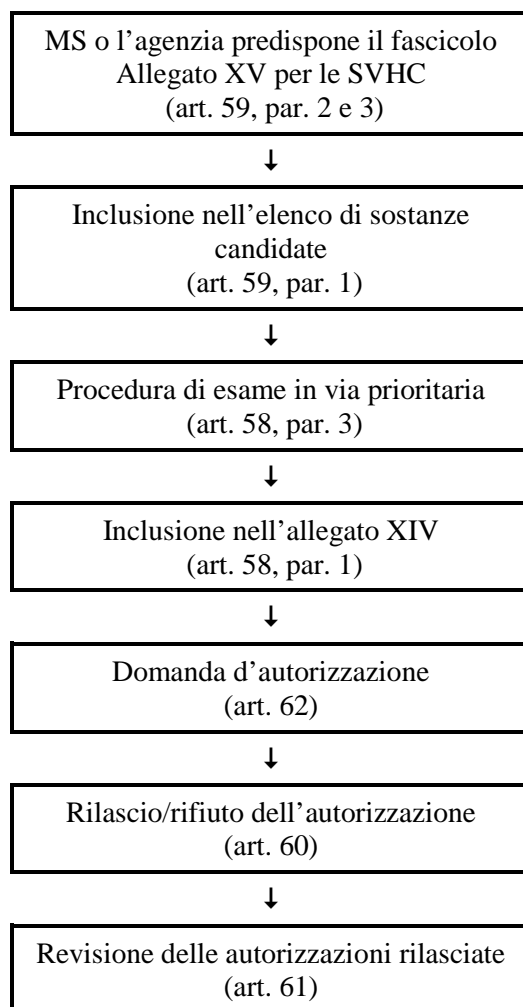 MS o l’agenzia predispone il fascicolo
Allegato XV per le SVHC
(art. 59, par. 2 e 3)
↓
Inclusione nell’elenco di sostanze
candidate
(art. 59, par. 1)
↓
Procedura di esame in via prioritaria
(art. 58, par. 3)
↓
Inclusione nell’allegato XIV
(art. 58, par. 1)
↓
Domanda d’autorizzazione
(art. 62)
↓
Rilascio/rifiuto dell’autorizzazione
(art. 60)
↓
Revisione delle autorizzazioni rilasciate
(art. 61)